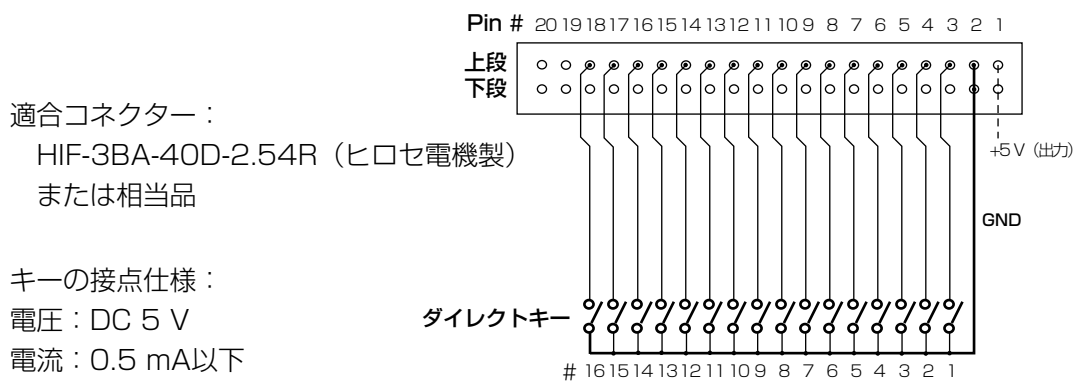 Pin # 20 19 18 17 16 15 14 13 12 11 10 9 8 7 6 5 4 3 2 1
上段
下段
適合コネクター：
HIF-3BA-40D-2.54R（ヒロセ電機製）
または相当品
+5 V（出力）
GND
キーの接点仕様：
電圧：DC 5 V
電流：0.5 mA以下
ダイレクトキー
# 16 15 14 13 12 11 10 9 8 7 6 5 4 3 2 1